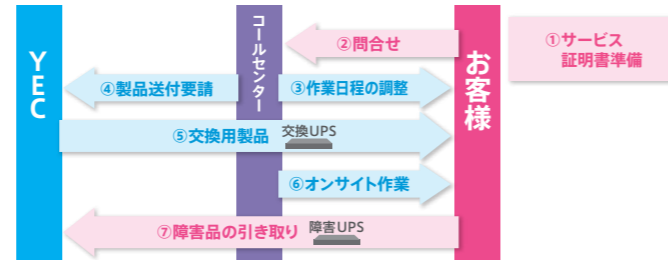 YEC
コールセンター
お客様
①サービス
証明書準備
②問合せ
③作業日程の調整
④製品送付要請
⑤交換用製品 交換UPS
⑥オンサイト作業
⑦障害品の引き取り 障害UPS